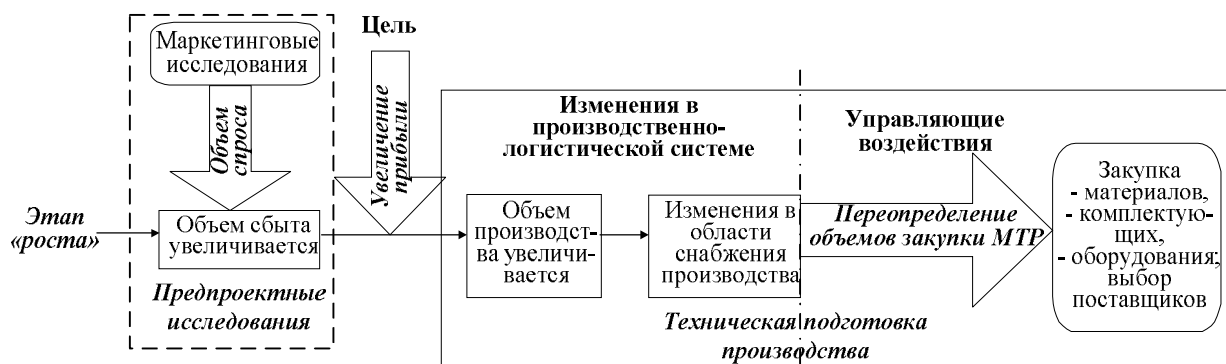 Маркетинговые
исследования
Объем
спроса
Этап
«роста»
Объем сбыта
увеличивается
Предпроектные
исследования
Цель
Увеличение
прибыли
Изменения в
производственно-
логистической системе
Объем
производст-
ва увеличи-
вается
Изменения в
области
снабжения
производства
Управляющие
воздействия
Переопределение
объемов закупки МТР
Закупка
- материалов,
- комплектую-
щих,
- оборудования;
выбор
поставщиков
Техническая подготовка
производства